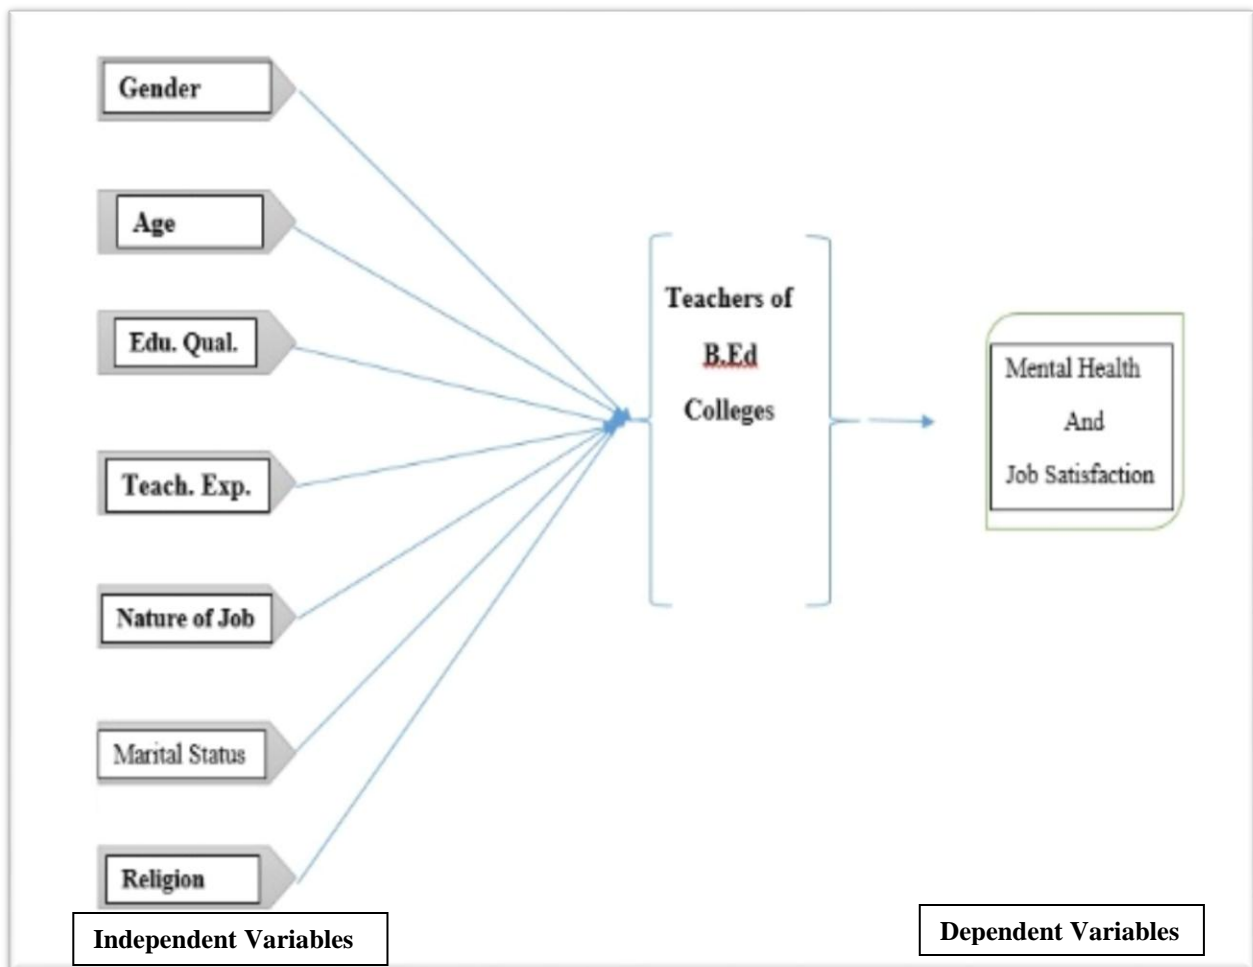 Gender
Age
Edu. Qual.
Teach. Exp.
Nature of Job
Marital Status
Religion
Independent Variables
Teachers of
B.Ed
Colleges
Mental Health
And
Job Satisfaction
Dependent Variables